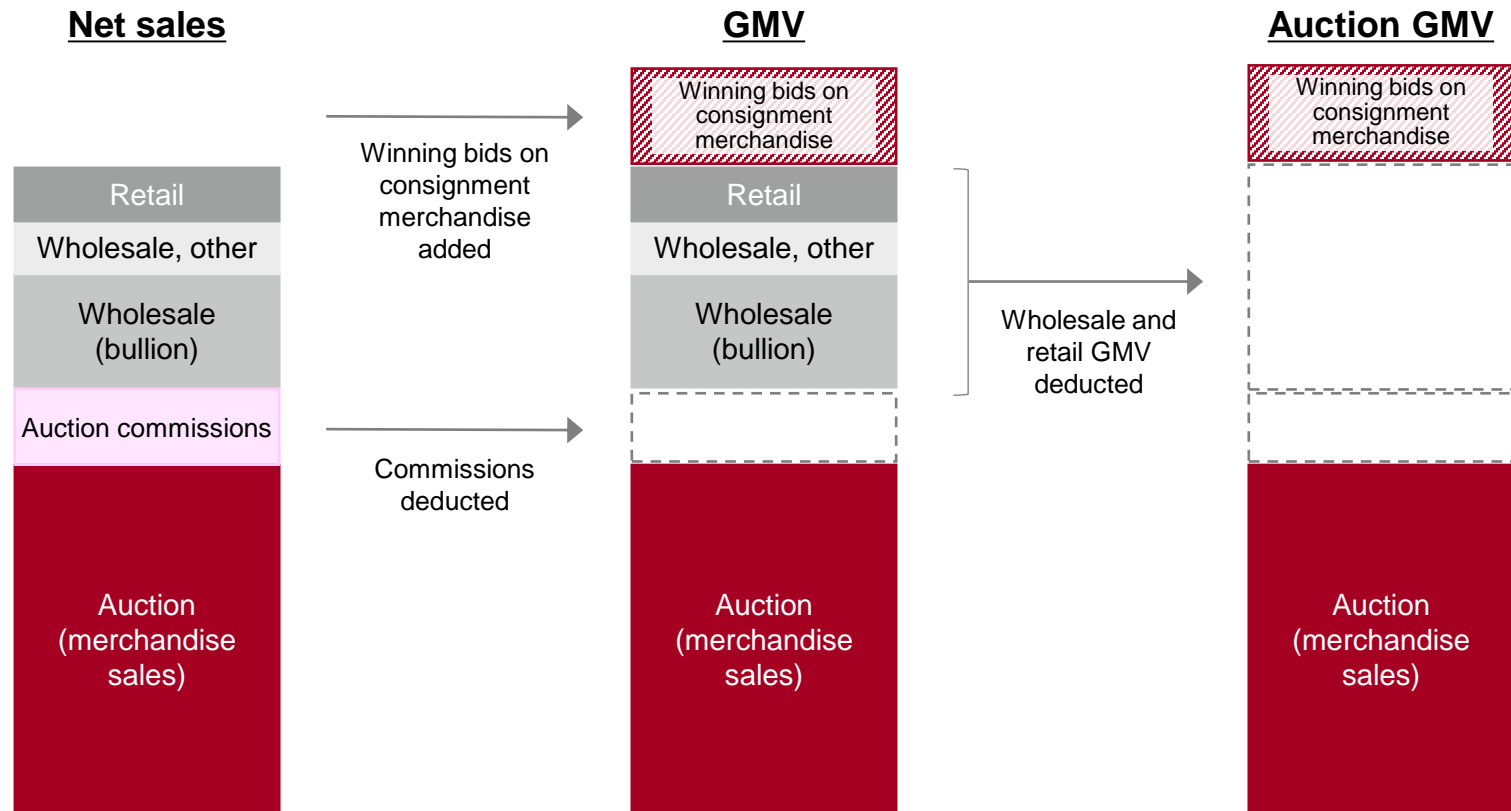 Net sales
GMV
Auction GMV
Winning bids on
consignment
merchandise
added
Retail
Wholesale, other
Wholesale
(bullion)
Auction commissions
Commissions
deducted
Auction
(merchandise
sales)
Winning bids on
consignment
merchandise
Retail
Wholesale, other
Wholesale
(bullion)
Auction
(merchandise
sales)
Wholesale and
retail GMV
deducted
Winning bids on
consignment
merchandise
Auction
(merchandise
sales)